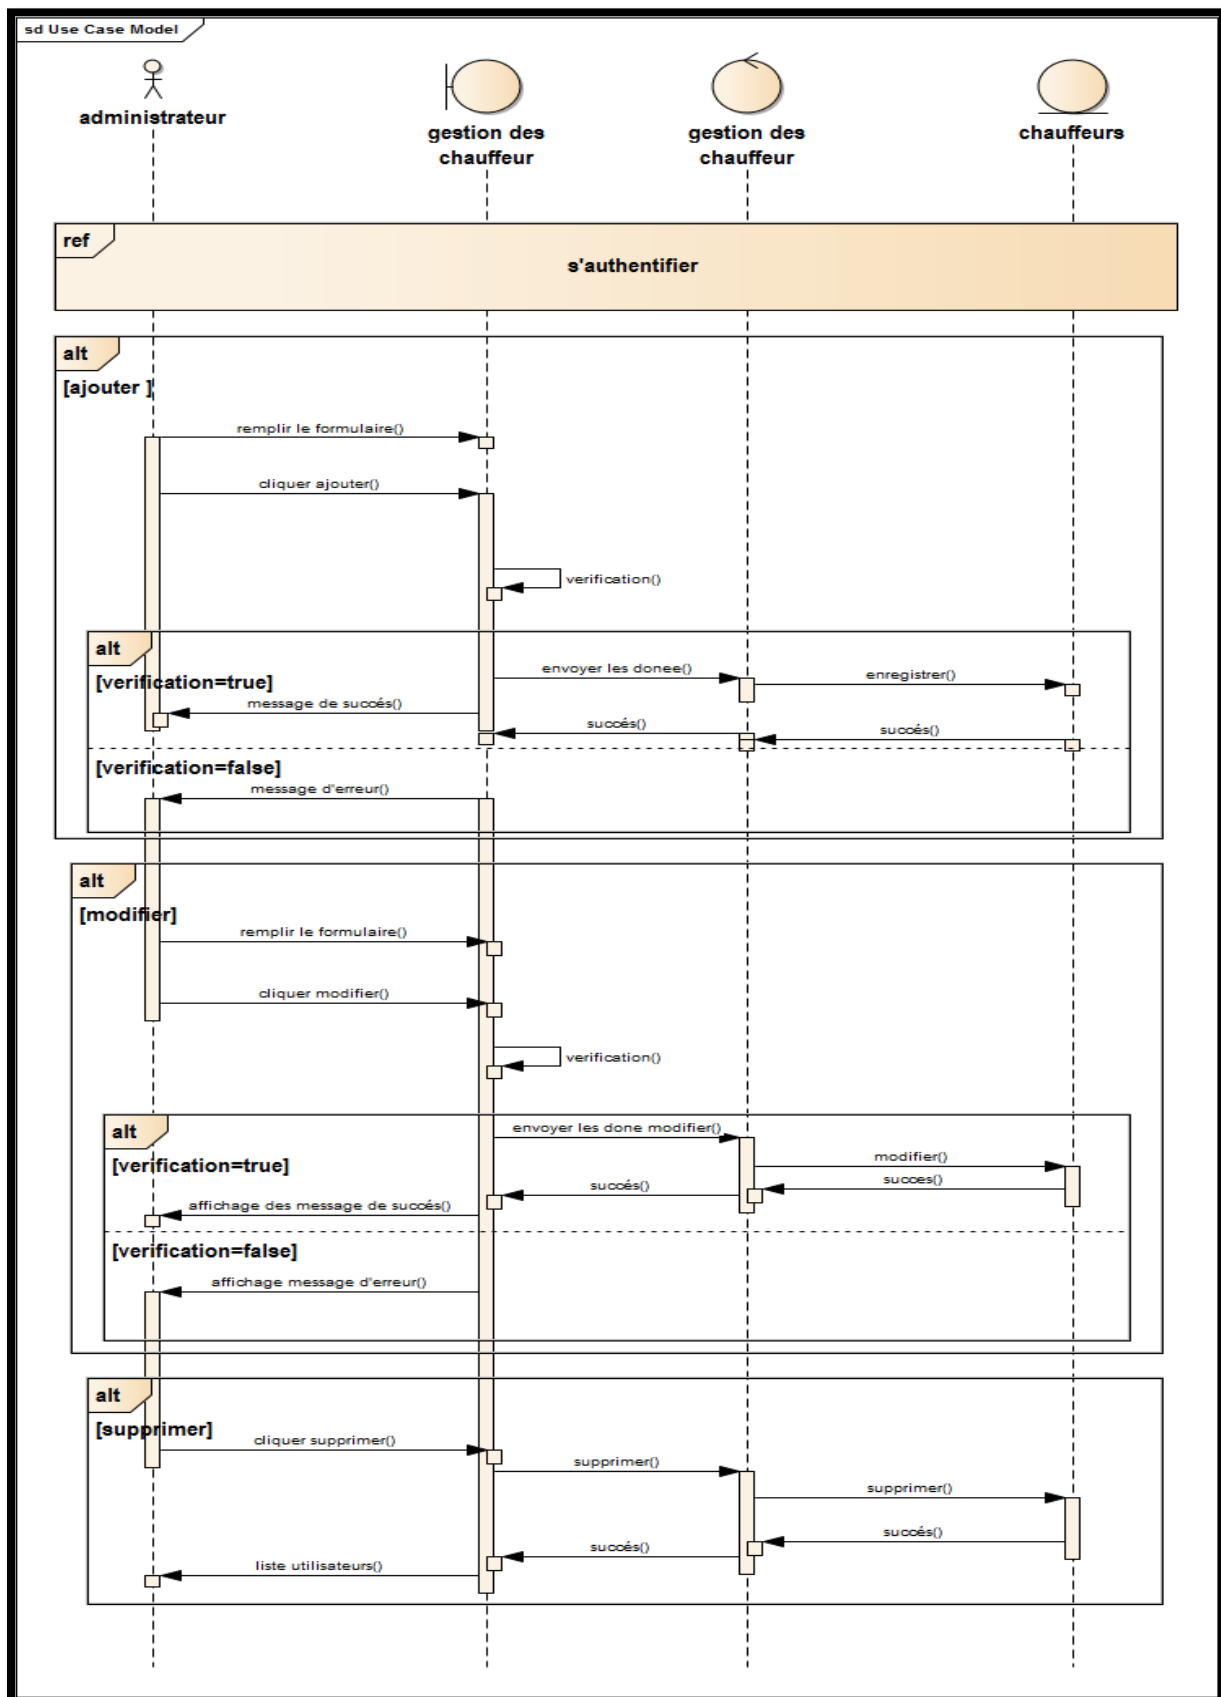 sd Use Case Model
administrateur
gestion des
chauffeur
gestion des
chauffeur
chauffeurs
ref
s'authentifier
alt
[ajouter ]
remplir le formulaire()
cliquer ajouter()
verification()
alt
[verification=true]
envoyer les donee()
enregistrer()
message de succés()
succés()
succés()
[verification=false]
message d'erreur()
alt
[modifier]
remplir le formulaire()
cliquer modifier()
verification()
alt
[verification=true]
envoyer les done modifier()
modifier()
succes()
succés()
affichage des message de succés()
[verification=false]
affichage message d'erreur()
alt
[supprimer]
cliquer supprimer()
supprimer()
supprimer()
succés()
succés()
liste utilisateurs()